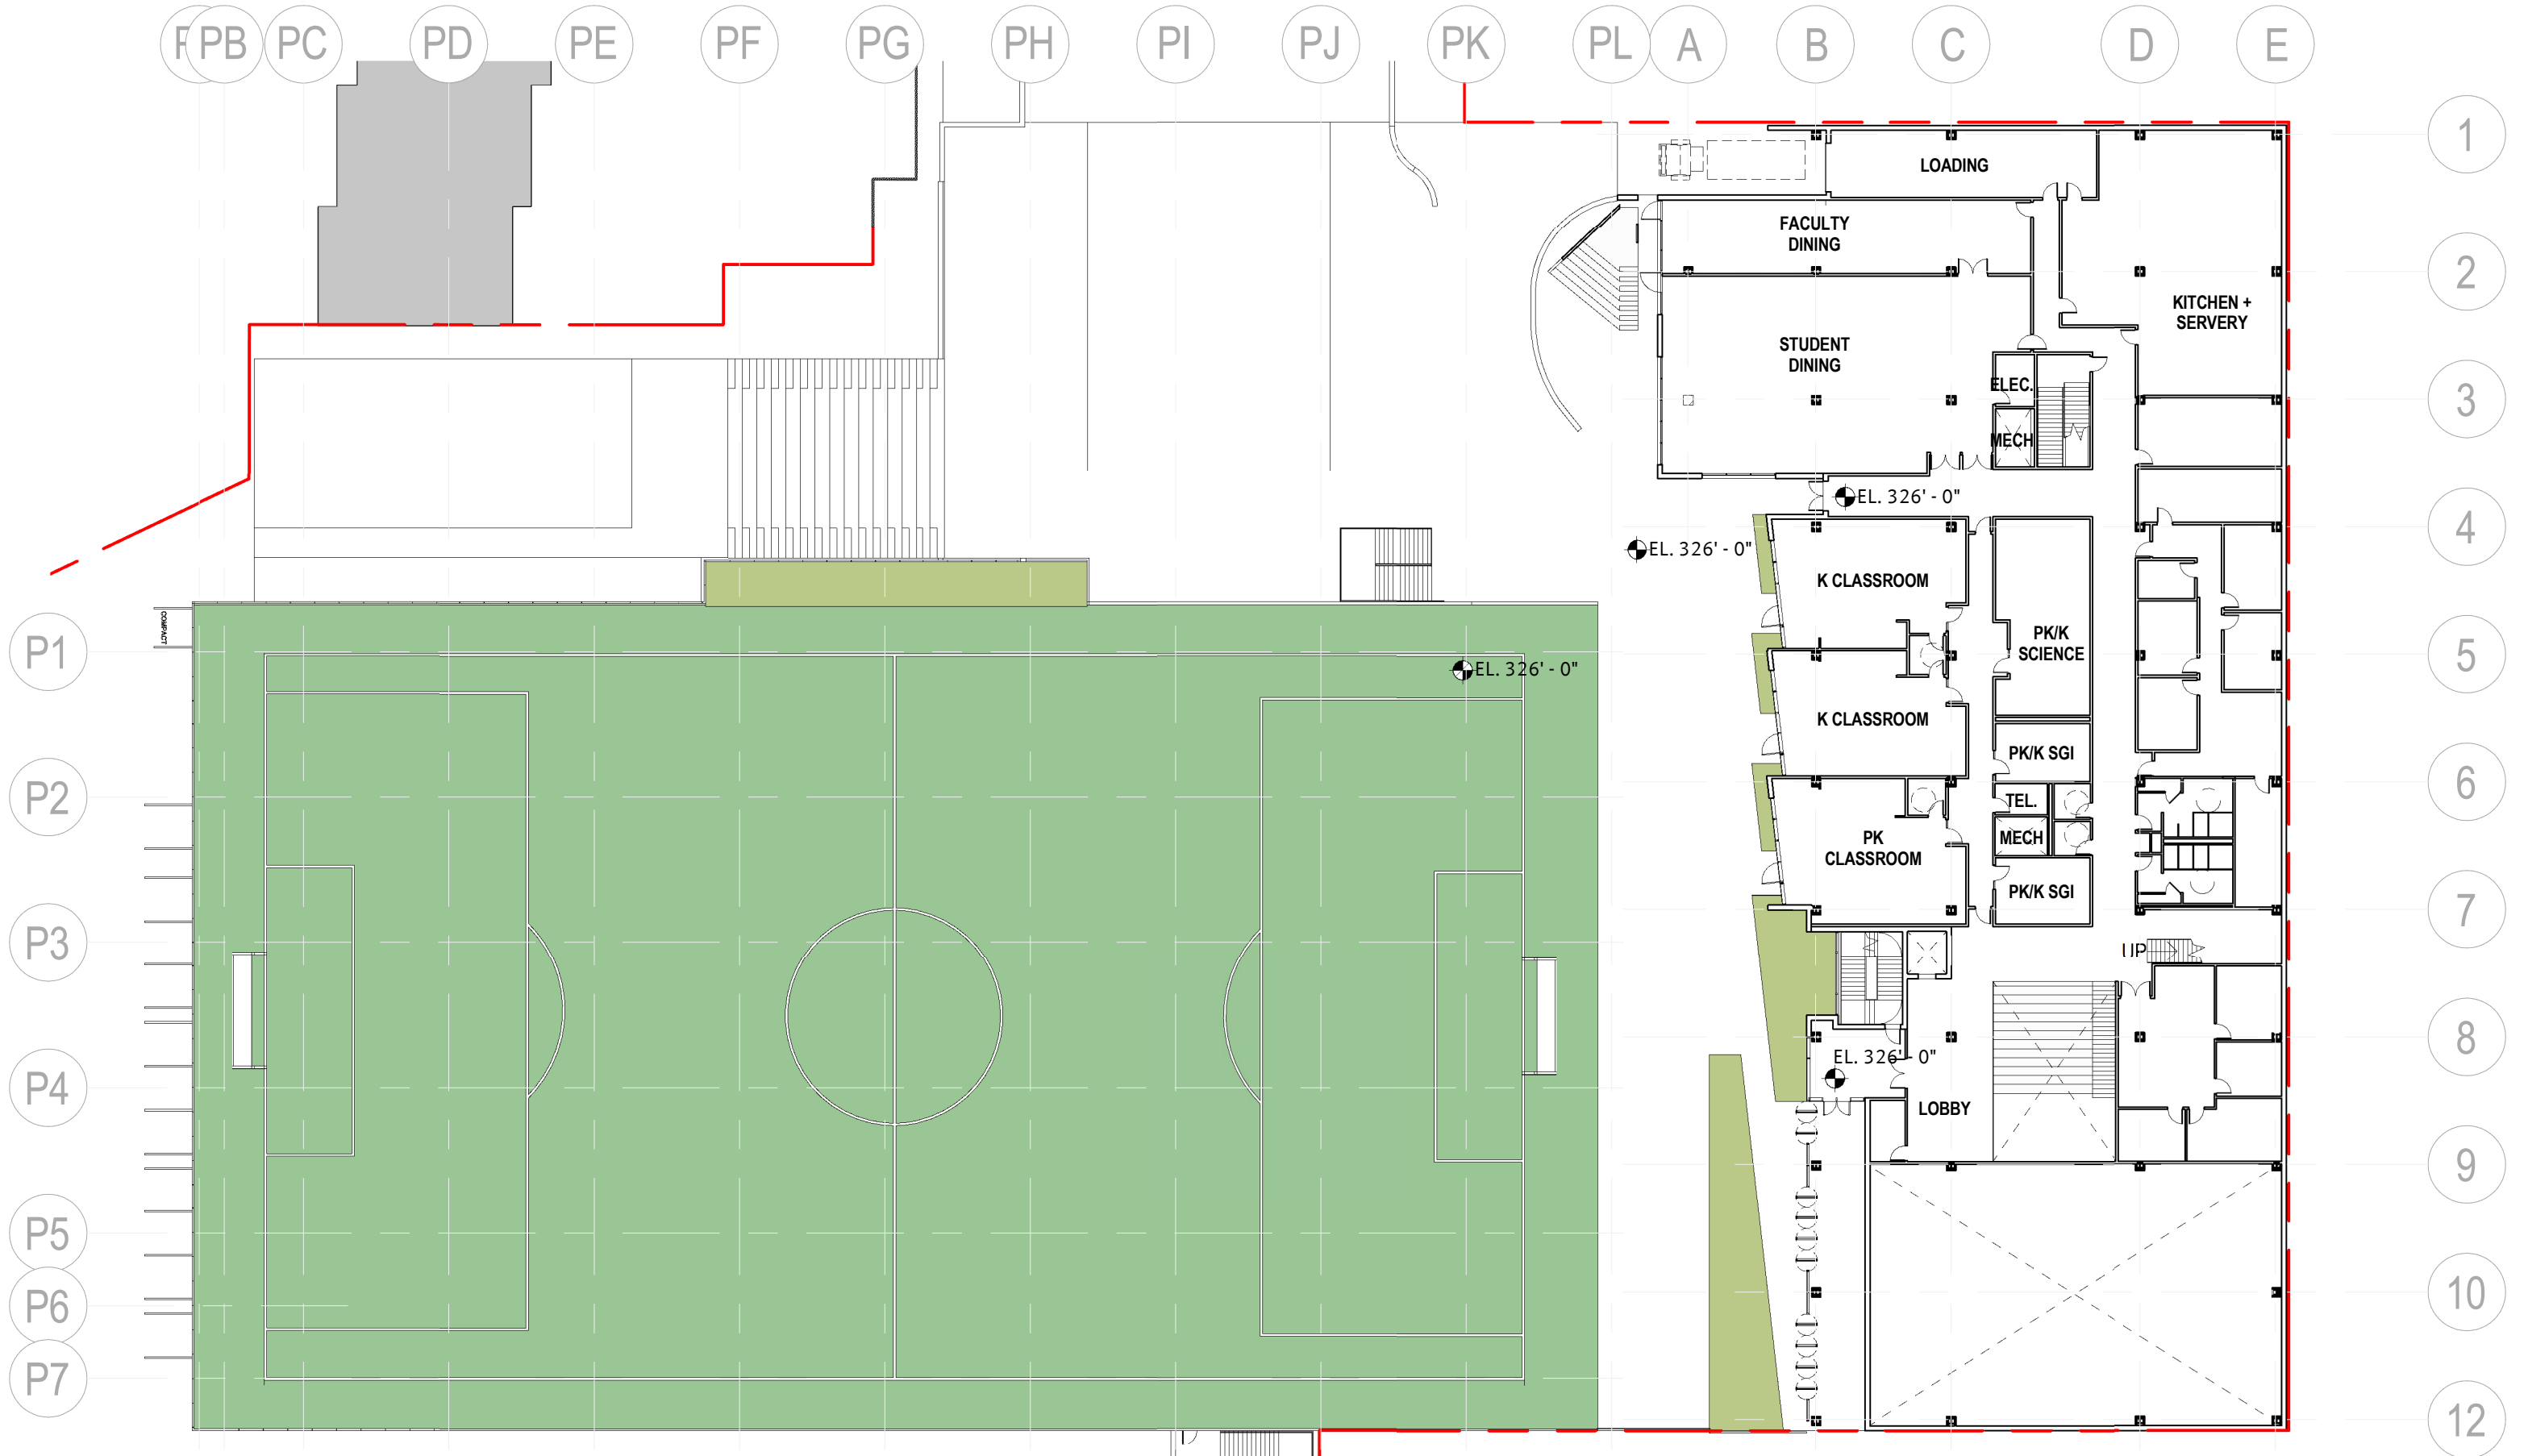 PB
PC
PD
PE
PF
PG
PH
PI
PJ
PK
PL
A
B
C
D
E
1
LOADING
FACULTY
DINING
2
KITCHEN +
SERVERY
STUDENT
DINING
ELEC.
3
MECH
EL. 326' - 0"
4
EL. 326' - 0"
K CLASSROOM
COMPACT
P1
PK/K
SCIENCE
5
EL. 326' - 0"
K CLASSROOM
PK/K SGI
6
P2
TEL.
MECH
PK
CLASSROOM
PK/K SGI
7
P3
UP
8
EL. 326' - 0"
P4
LOBBY
9
P5
P6
10
P7
12